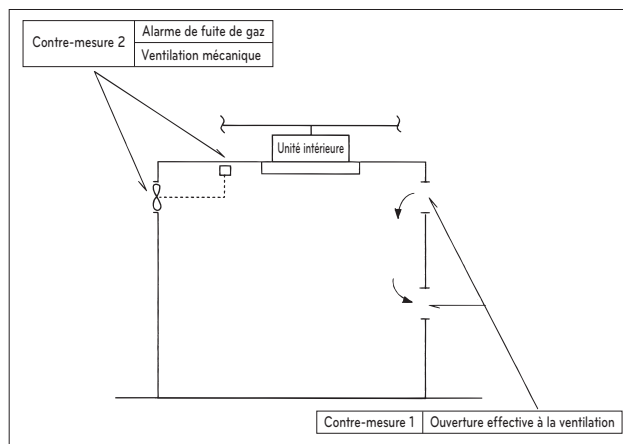 Contre-mesure 2
Alarme de fuite de gaz
Ventilation mécanique
Unité intérieure
Contre-mesure 1
Ouverture effective à la ventilation